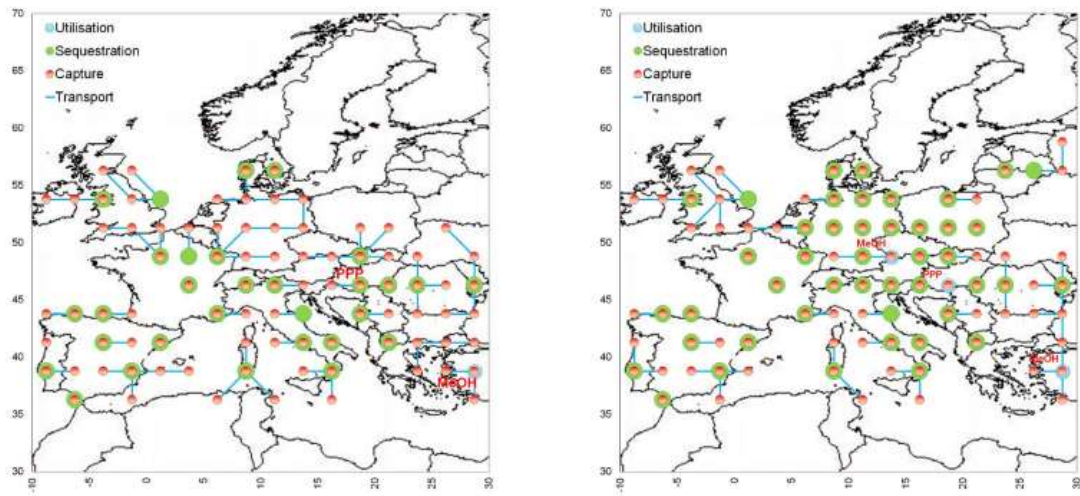 70
65
60
55
50
45
40
35
30
-10
-5
0
5
10
15
20
25
30
Utilisation
Sequestration
Capture
Transport
PPP
MeOH
70
65
60
55
50
45
40
35
30
-10
-5
0
5
10
15
20
25
30
Utilisation
Sequestration
Capture
Transport
MeOH
PPP
MeOH